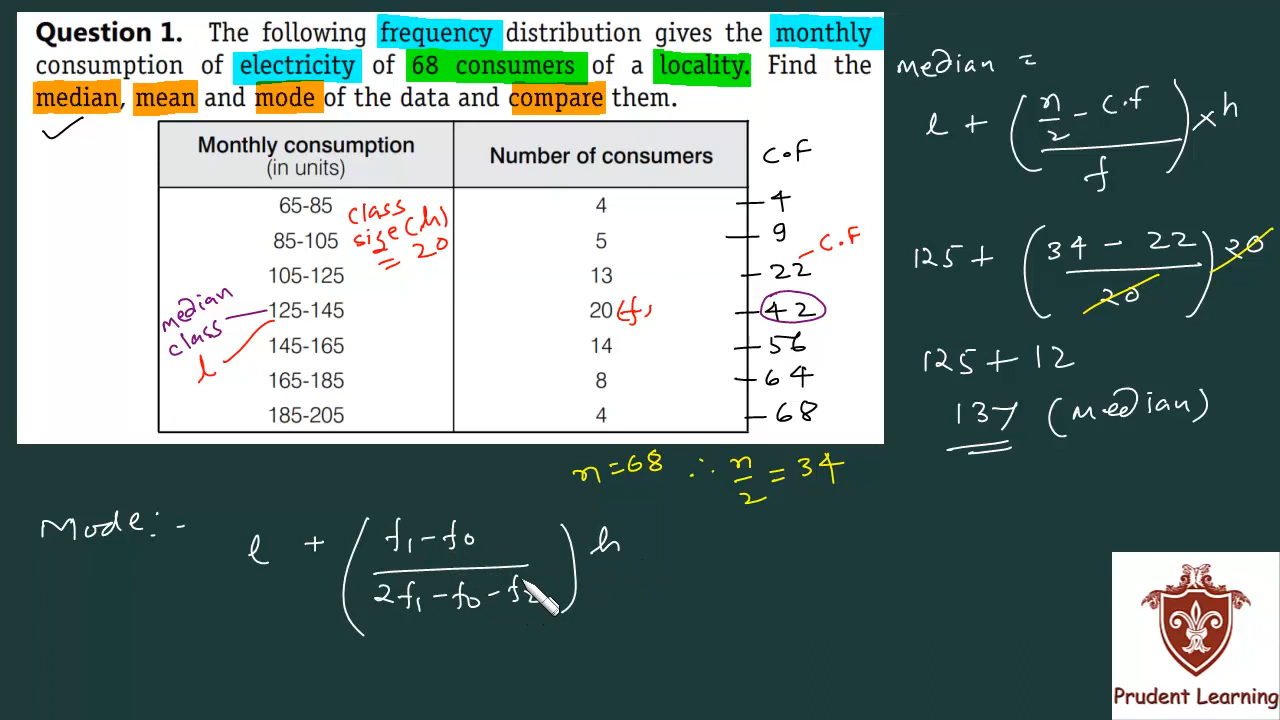 Question 1. The following frequency distribution gives the monthly
consumption of electricity of 68 consumers of a locality. Find the
median, mean and mode of the data and compare them.
Monthly consumption (in units) Number of consumers C.F
65-85 4 4
85-105 5 9
105-125 13 22 C.F
125-145 20 (f) 42
145-165 14 56
165-185 8 64
185-205 4 68
class
size (h)
= 20
median
class
l
n = 68 ∴ n/2 = 34
median =
l + ((n/2 - C.F)/f) × h
125 + ((34 - 22)/20) 20
125 + 12
137 (median)
Mode :-
l + ((f₁ - f₀)/(2f₁ - f₀ - f₂)) h
Prudent Learning